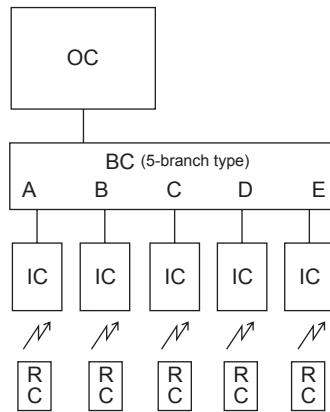 OC
BC (5-branch type)
A B C D E
IC IC IC IC IC
R R R R R
C C C C C